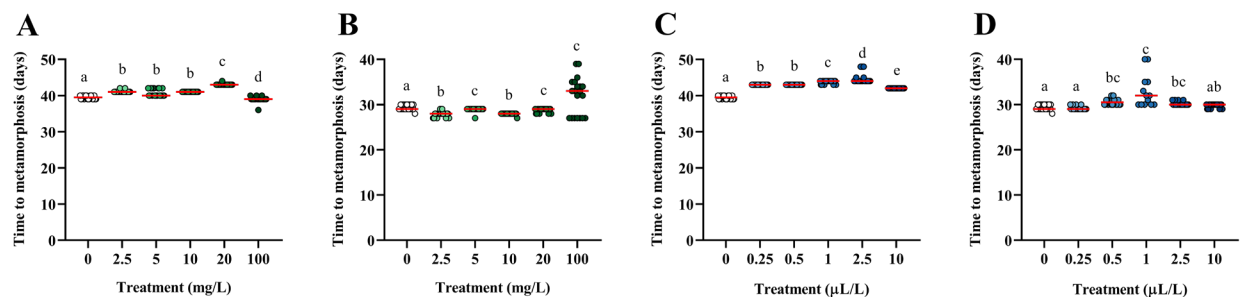 A
Time to metamorphosis (days)
50
40
30
20
10
0
a
b
b
b
c
d
0 2.5 5 10 20 100
Treatment (mg/L)
B
Time to metamorphosis (days)
40
30
20
10
0
a
b
c
b
c
c
0 2.5 5 10 20 100
Treatment (mg/L)
C
Time to metamorphosis (days)
50
40
30
20
10
0
a
b
b
c
d
e
0 0.25 0.5 1 2.5 10
Treatment (µL/L)
D
Time to metamorphosis (days)
40
30
20
10
0
a
a
bc
c
bc
ab
0 0.25 0.5 1 2.5 10
Treatment (µL/L)